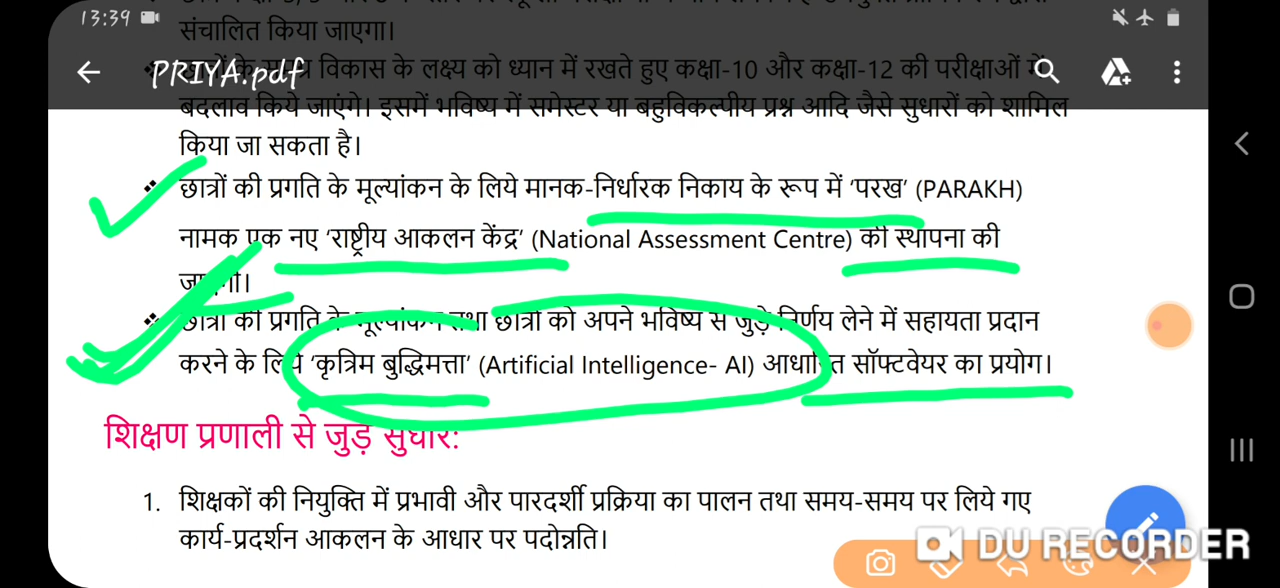 13:39
संचालित किया जाएगा।
PRIYA.pdf
विकास के लक्ष्य को ध्यान में रखते हुए कक्षा-10 और कक्षा-12 की परीक्षाओं में
बदलाव किये जाएंगे। इसमें भविष्य में समेस्टर या बहुविकल्पीय प्रश्न आदि जैसे सुधारों को शामिल
किया जा सकता है।
❖ छात्रों की प्रगति के मूल्यांकन के लिये मानक-निर्धारक निकाय के रूप में ‘परख’ (PARAKH)
नामक एक नए ‘राष्ट्रीय आकलन केंद्र’ (National Assessment Centre) की स्थापना की
जाएगी।
❖ छात्रों की प्रगति के मूल्यांकन तथा छात्रों को अपने भविष्य से जुड़े निर्णय लेने में सहायता प्रदान
करने के लिये ‘कृत्रिम बुद्धिमत्ता’ (Artificial Intelligence- AI) आधारित सॉफ्टवेयर का प्रयोग।
शिक्षण प्रणाली से जुड़े सुधार:
1. शिक्षकों की नियुक्ति में प्रभावी और पारदर्शी प्रक्रिया का पालन तथा समय-समय पर लिये गए
कार्य-प्रदर्शन आकलन के आधार पर पदोन्नति।
DU RECORDER